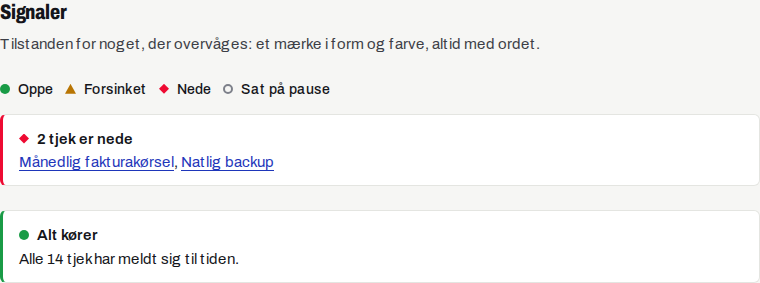 Signaler
Tilstanden for noget, der overvåges: et mærke i form og farve, altid med ordet.
Oppe Forsinket Nede Sat på pause
2 tjek er nede
Månedlig fakturakørsel, Natlig backup
Alt kører
Alle 14 tjek har meldt sig til tiden.